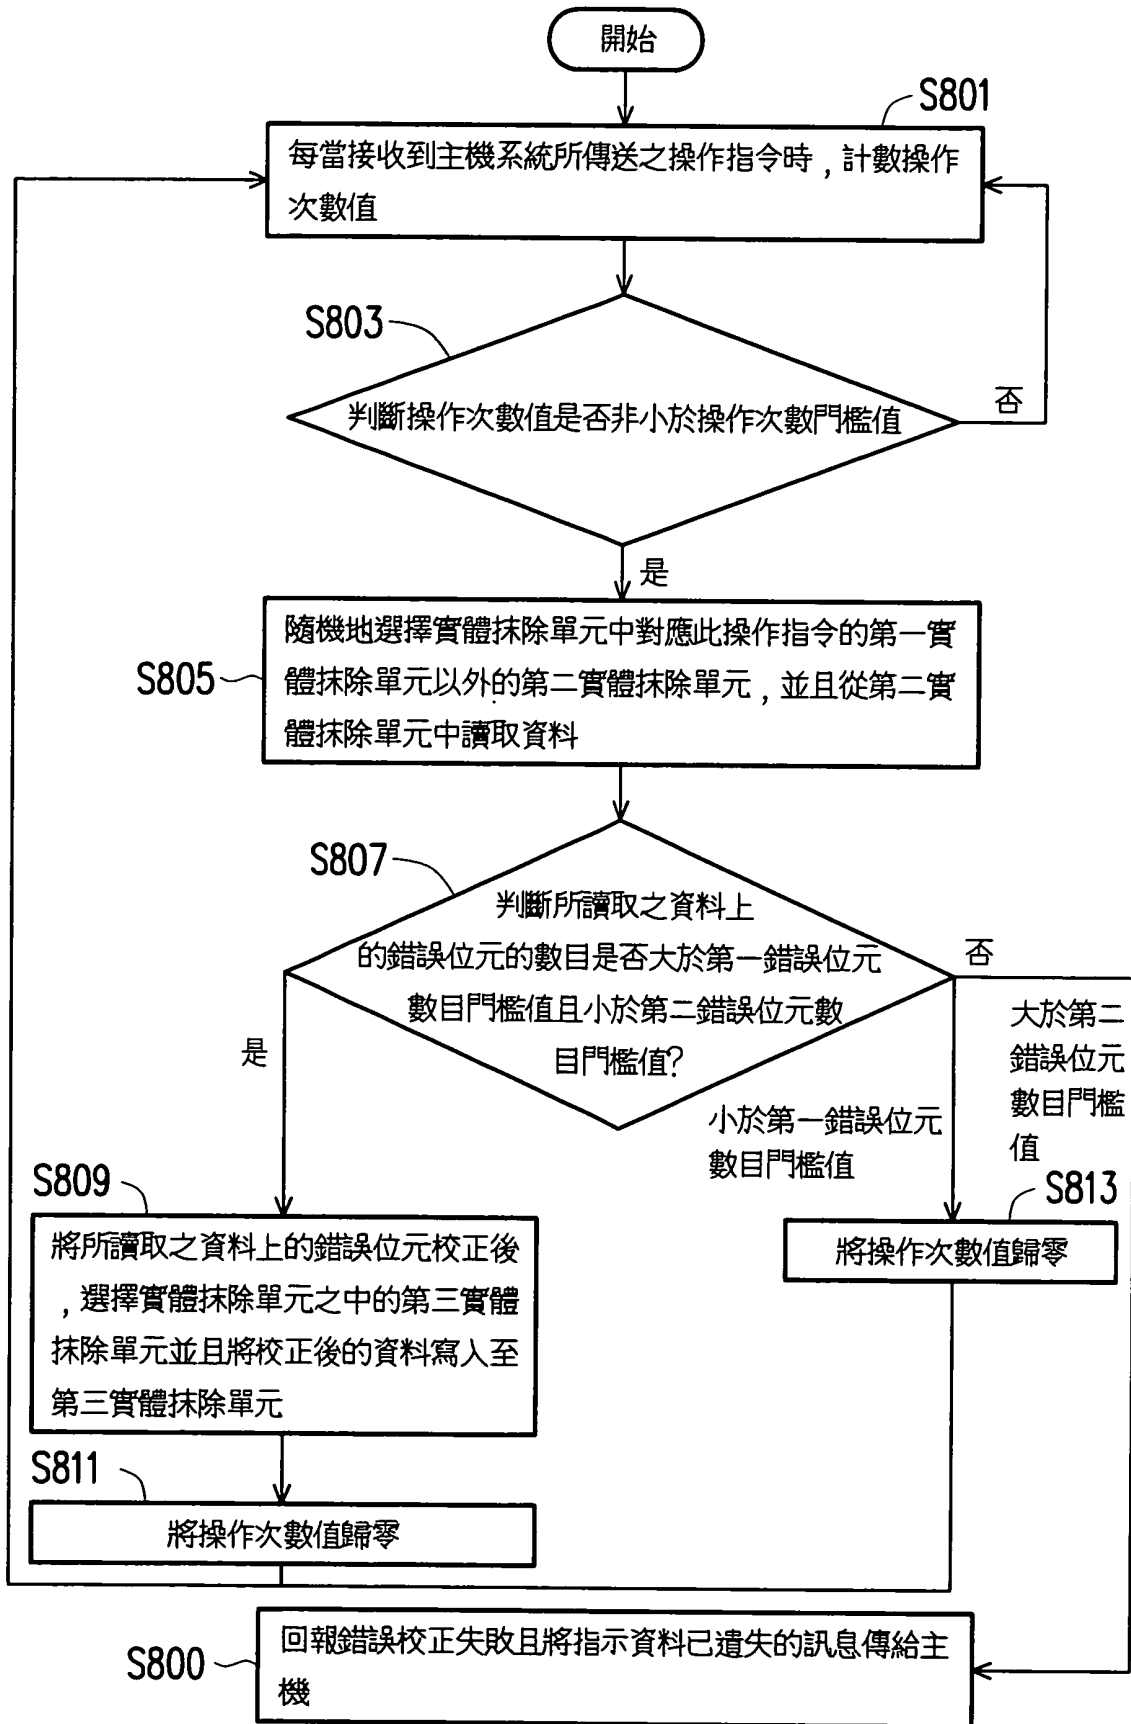 開始
S801
每當接收到主機系統所傳送之操作指令時，計數操作
次數值
S803
判斷操作次數值是否非小於操作次數門檻值
否
是
S805
隨機地選擇實體抹除單元中對應此操作指令的第一實
體抹除單元以外的第二實體抹除單元，並且從第二實
體抹除單元中讀取資料
S807
判斷所讀取之資料上
的錯誤位元的數目是否大於第一錯誤位元
數目門檻值且小於第二錯誤位元數
目門檻值?
是
否
大於第二
錯誤位元
數目門檻
值
小於第一錯誤位元
數目門檻值
S809
將所讀取之資料上的錯誤位元校正後
，選擇實體抹除單元之中的第三實體
抹除單元並且將校正後的資料寫入至
第三實體抹除單元
S813
將操作次數值歸零
S811
將操作次數值歸零
S800
回報錯誤校正失敗且將指示資料已遺失的訊息傳給主
機